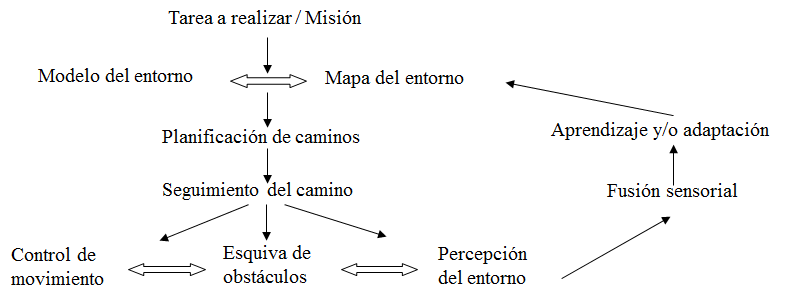 Tarea a realizar / Misión
Modelo del entorno
Mapa del entorno
Planificación de caminos
Aprendizaje y/o adaptación
Seguimiento del camino
Fusión sensorial
Control de
movimiento
Esquiva de
obstáculos
Percepción
del entorno